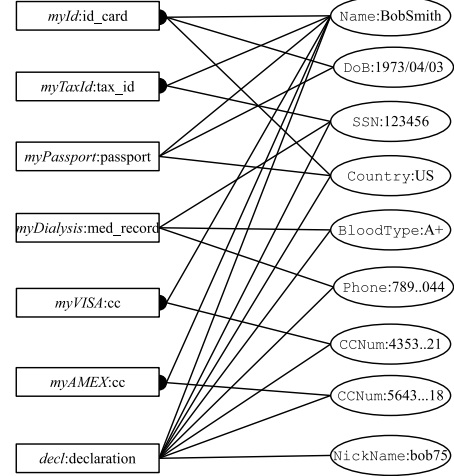 myId:id_card
Name:BobSmith
DoB:1973/04/03
myTaxId:tax_id
SSN:123456
myPassport:passport
Country:US
myDialysis:med_record
BloodType:A+
Phone:789..044
myVISA:cc
CCNum:4353..21
myAMEX:cc
CCNum:5643...18
decl:declaration
NickName:bob75